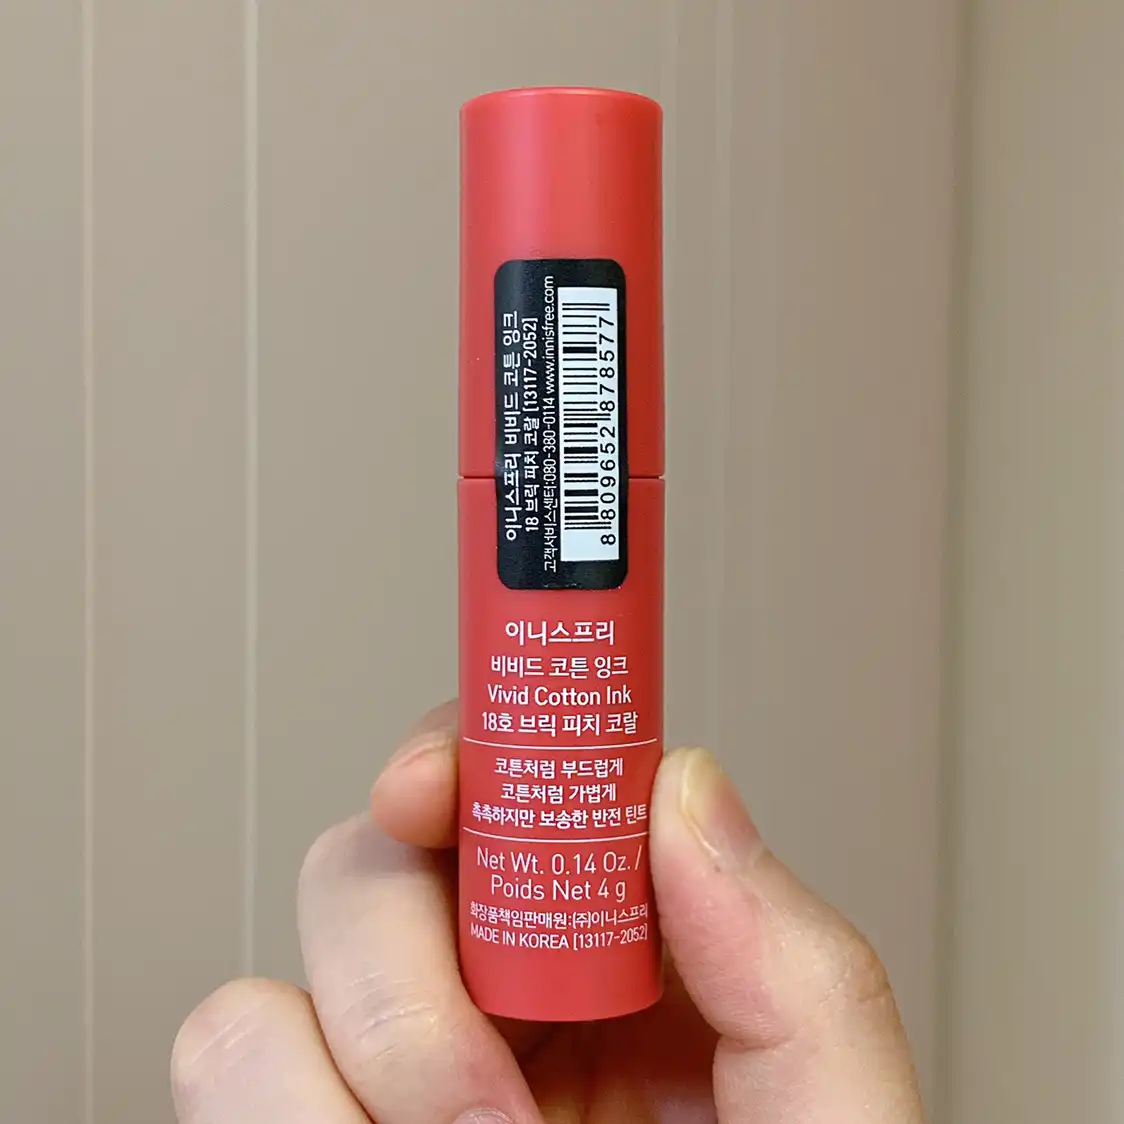 이니스프리 비비드 코튼 잉크
18 브릭 피치 코랄 [13117-2052]
고객서비스센터:080-380-0114 www.innisfree.com
8 809652 878577
이니스프리
비비드 코튼 잉크
Vivid Cotton Ink
18호 브릭 피치 코랄
코튼처럼 부드럽게
코튼처럼 가볍게
촉촉하지만 보송한 반전 틴트
Net Wt. 0.14 Oz. /
Poids Net 4 g
화장품책임판매원:(주)이니스프리
MADE IN KOREA [13117-2052]